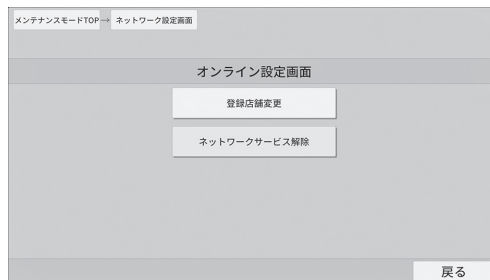 メンテナンスモードTOP→ネットワーク設定画面
オンライン設定画面
登録店舗変更
ネットワークサービス解除
戻る